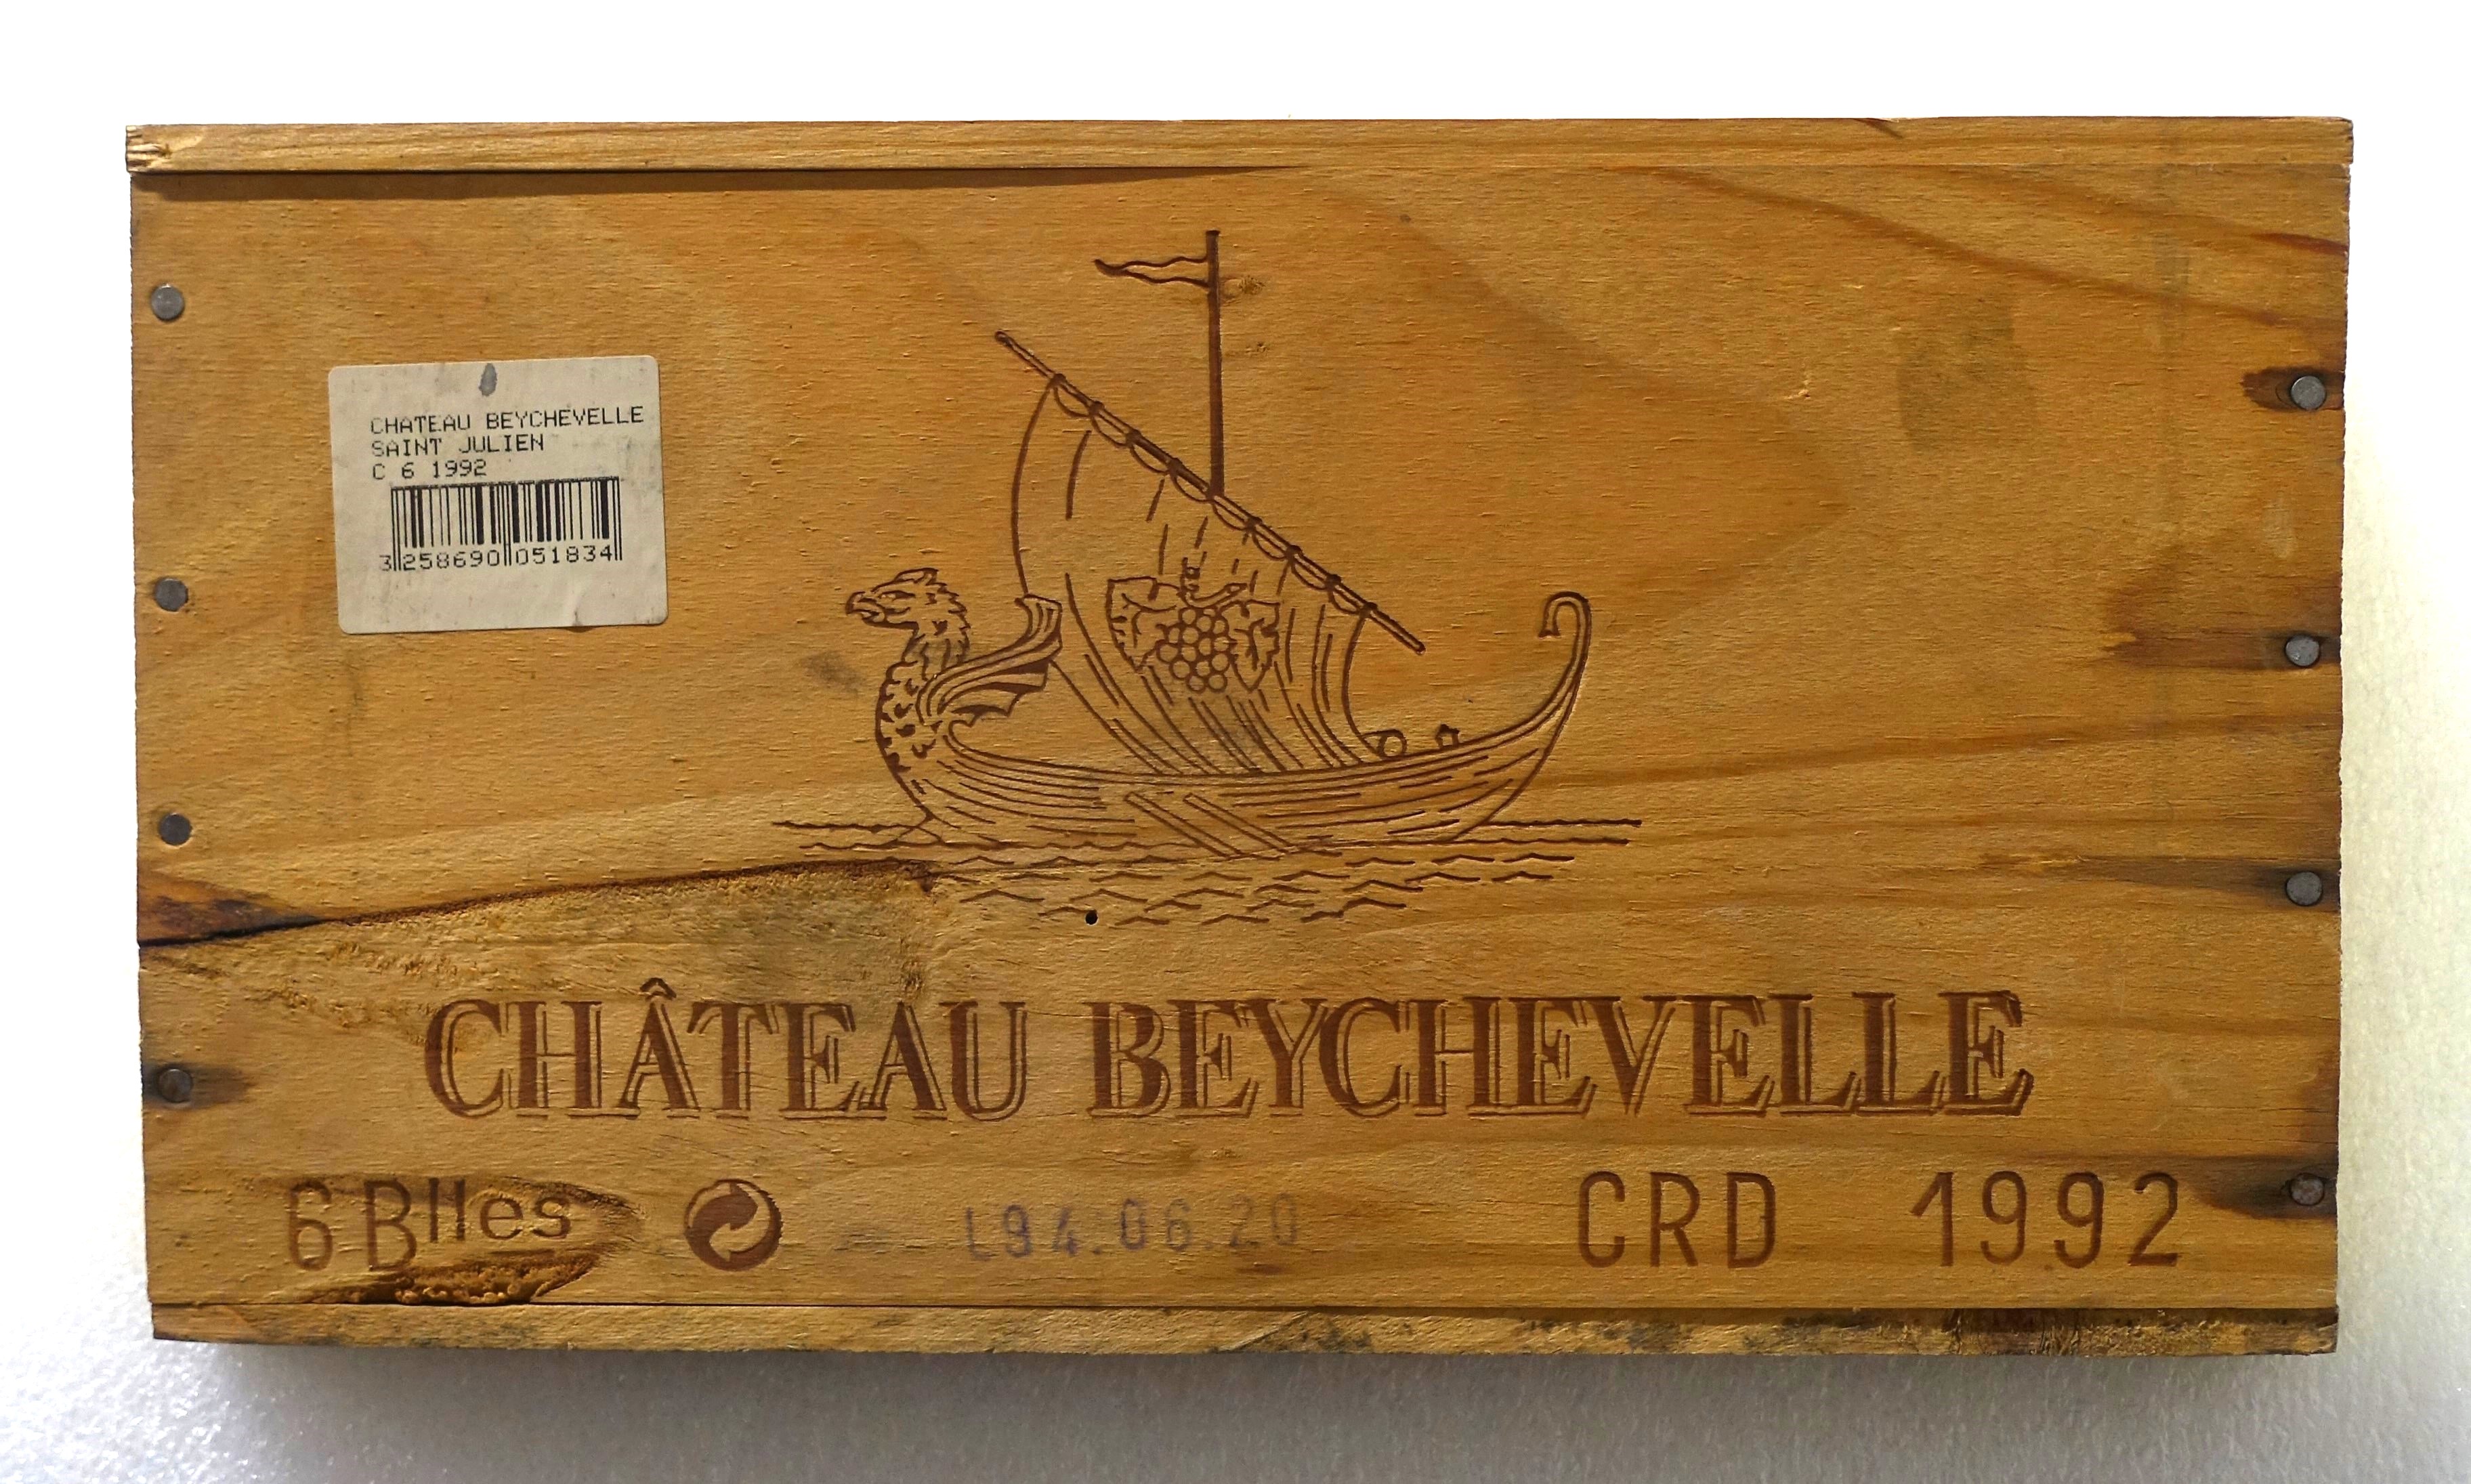 CHATEAU BEYCHEVELLE
SAINT JULIEN
C 6 1992
3 258690 051834
CHÂTEAU BEYCHEVELLE
6 Blles L94.06.20 CRD 1992